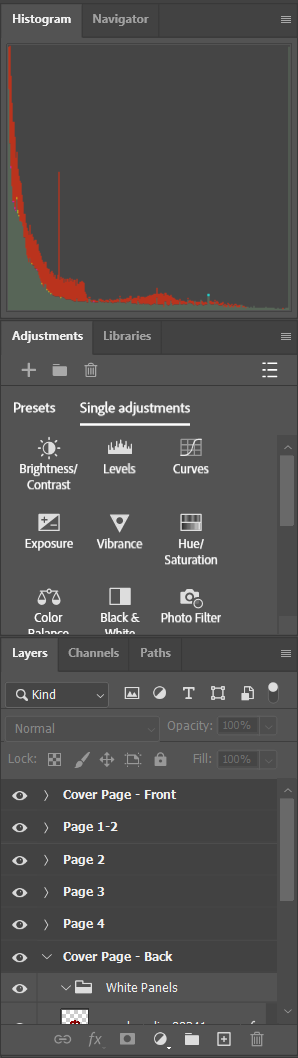 Histogram Navigator
Adjustments Libraries
Presets Single adjustments
Brightness/ Levels Curves
Contrast
Exposure Vibrance Hue/
Saturation
Color Black & Photo Filter
Balance White
Layers Channels Paths
Kind
Normal Opacity: 100%
Lock: Fill: 100%
Cover Page - Front
Page 1-2
Page 2
Page 3
Page 4
Cover Page - Back
White Panels
fx